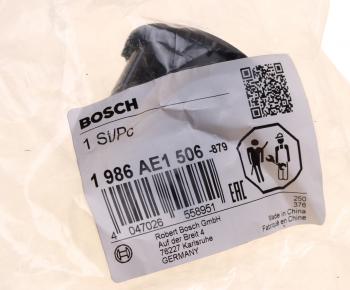 BOSCH
1 St/Pc
1 986 AE1 506 -879
4 047026 558951
EAC
Robert Bosch GmbH
Auf der Breit 4
76227 Karlsruhe
GERMANY
250
376
Made in China
Fabriqué en Chine